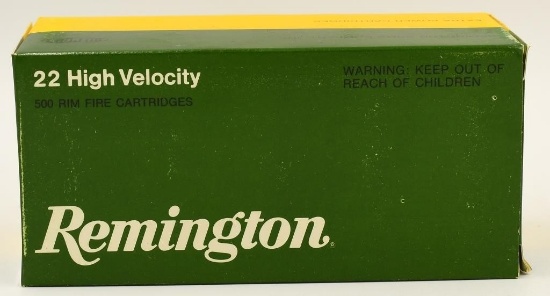 22 High Velocity
500 RIM FIRE CARTRIDGES
WARNING: KEEP OUT OF
REACH OF CHILDREN
Remington®